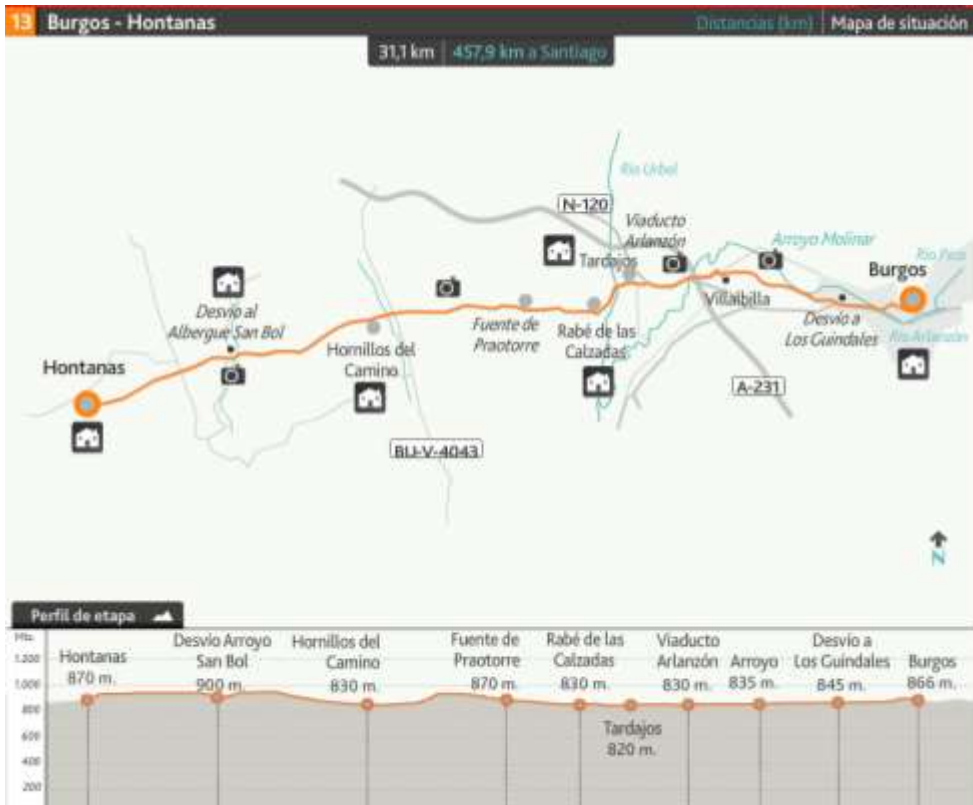 13 Burgos - Hontanas
Distancias (km) Mapa de situación
31,1 km 457,9 km a Santiago
Río Urbel
N-120
Viaducto
Arlanzón
Tardajos
Arroyo Molinar
Burgos
Villalbilla
Desvío a
Los Guindales
Río Arlanzón
Desvío al
Albergue San Bol
Fuente de
Praotorre
Rabé de las
Calzadas
Hornillos del
Camino
Hontanas
A-231
BU-V-4043
N
Perfil de etapa
Mts.
1.200
1.000
800
600
400
200
Hontanas
870 m.
Desvío Arroyo
San Bol
900 m.
Hornillos del
Camino
830 m.
Fuente de
Praotorre
870 m.
Rabé de las
Calzadas
830 m.
Tardajos
820 m.
Viaducto
Arlanzón
830 m.
Arroyo
835 m.
Desvío a
Los Guindales
845 m.
Burgos
866 m.